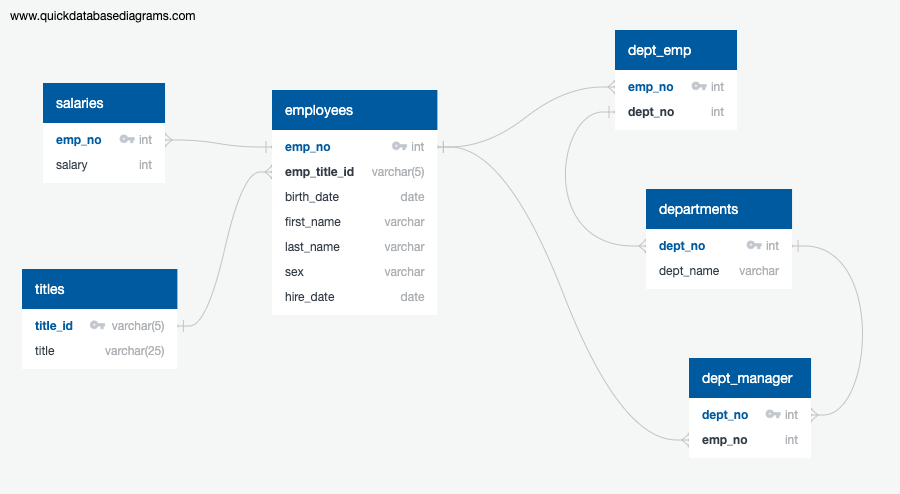 www.quickdatabasediagrams.com
salaries
emp_no int
salary int
titles
title_id varchar(5)
title varchar(25)
employees
emp_no int
emp_title_id varchar(5)
birth_date date
first_name varchar
last_name varchar
sex varchar
hire_date date
dept_emp
emp_no int
dept_no int
departments
dept_no int
dept_name varchar
dept_manager
dept_no int
emp_no int